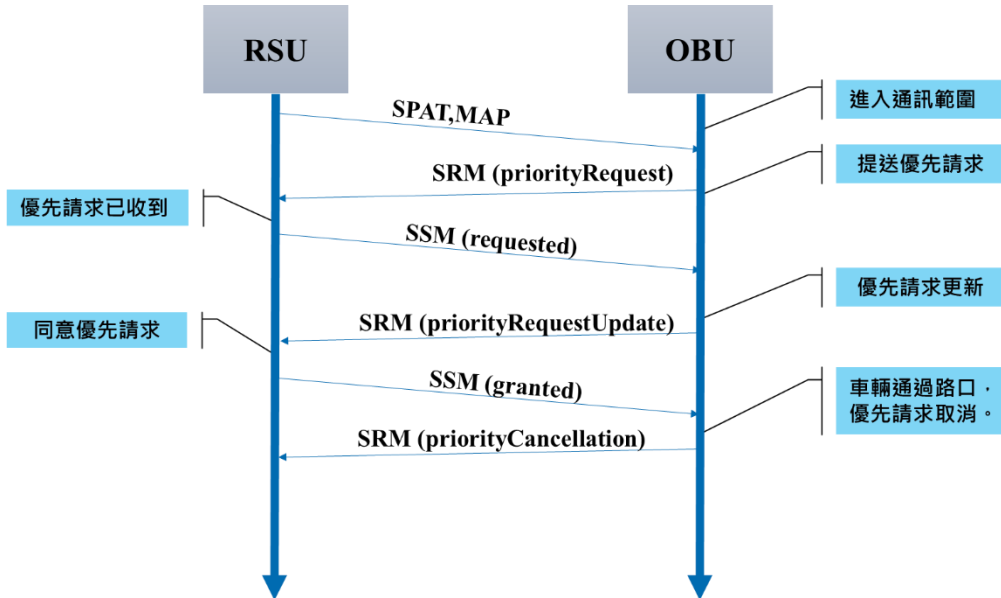 RSU
OBU
SPAT,MAP
進入通訊範圍
SRM (priorityRequest)
提送優先請求
優先請求已收到
SSM (requested)
優先請求更新
SRM (priorityRequestUpdate)
同意優先請求
SSM (granted)
車輛通過路口，
優先請求取消。
SRM (priorityCancellation)